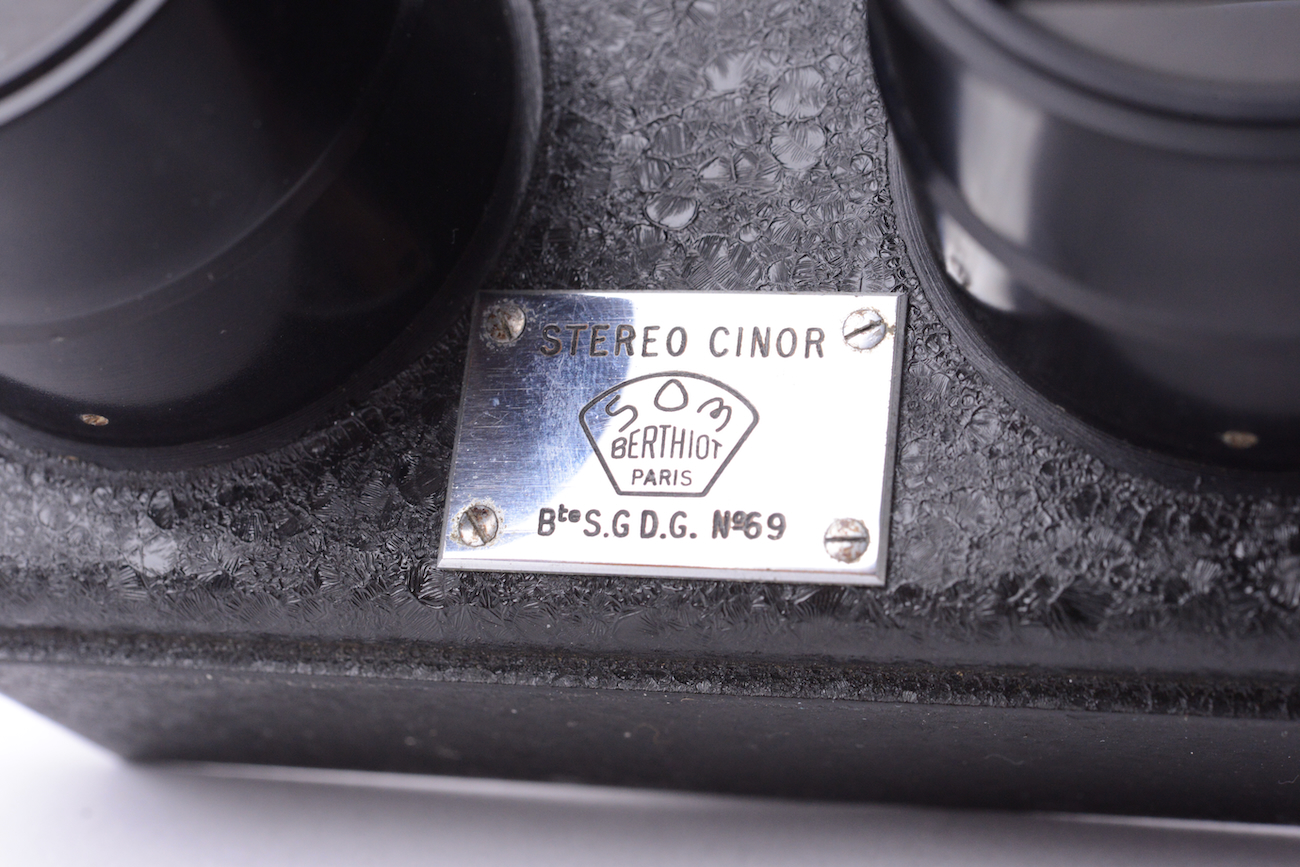 STEREO CINOR
SOM
BERTHIOT
PARIS
Bte S.G D.G. Nº69